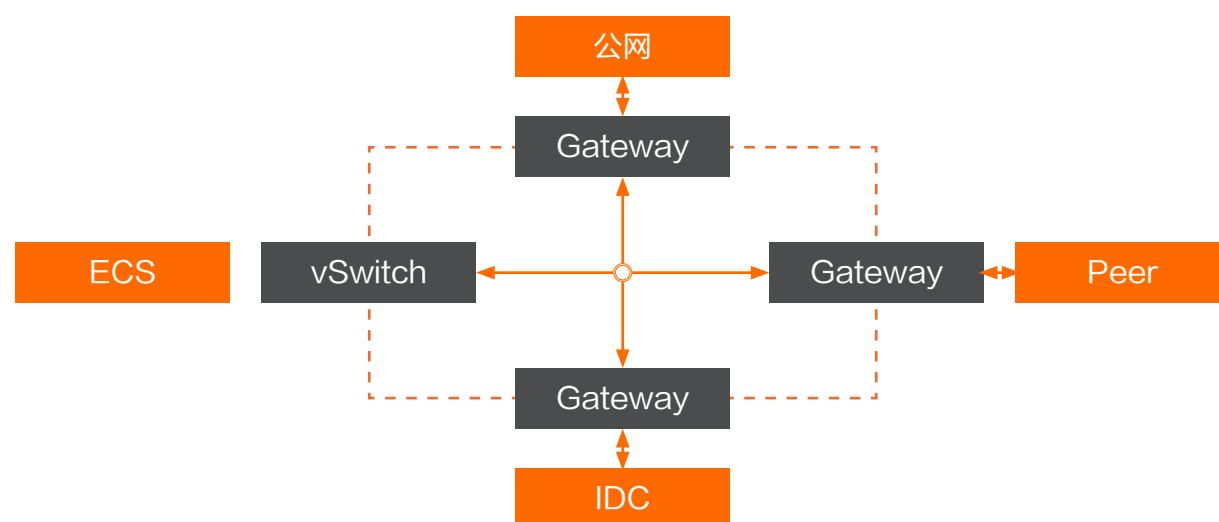 公网
Gateway
ECS
vSwitch
Gateway
Peer
Gateway
IDC